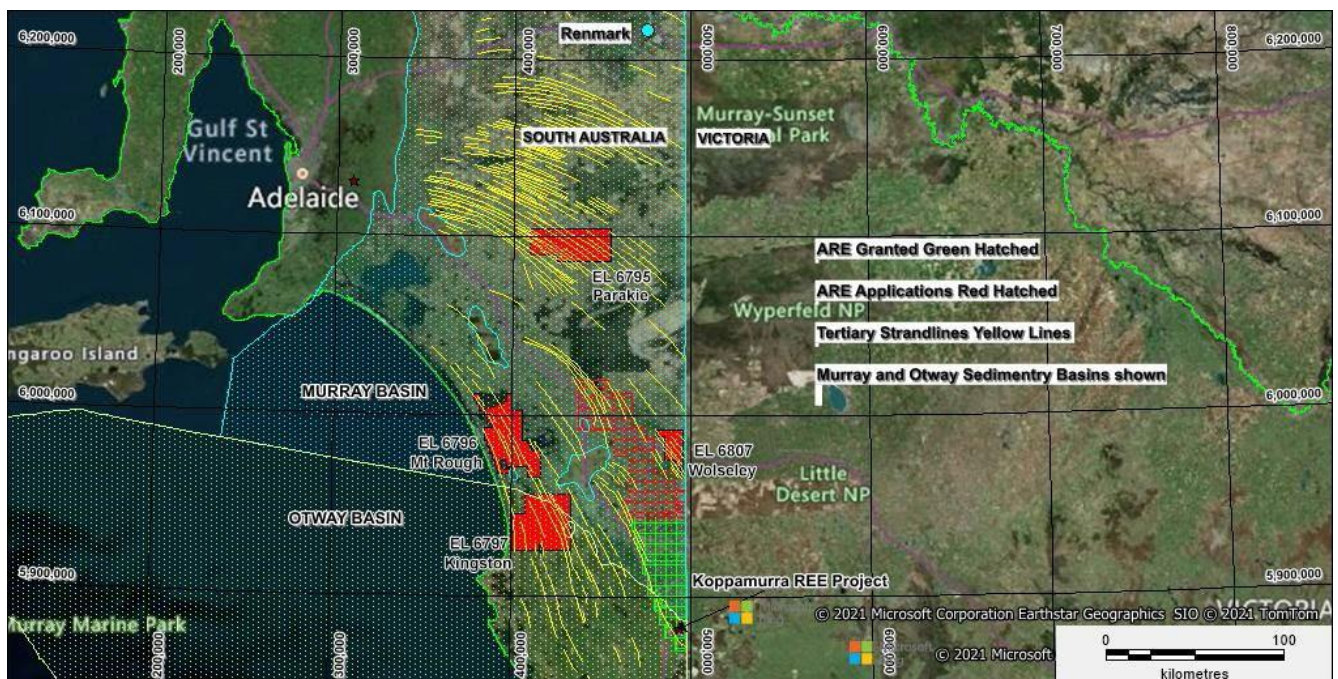 6,200,000
200,000
300,000
400,000
500,000
600,000
700,000
800,000
6,200,000
Renmark
Gulf St
Vincent
SOUTH AUSTRALIA
VICTORIA
Murray-Sunset
al Park
Adelaide
6,100,000
6,100,000
EL 6795
Parakie
ARE Granted Green Hatched
ARE Applications Red Hatched
Wyperfeld NP
Tertiary Strandlines Yellow Lines
Murray and Otway Sedimentry Basins shown
ngaroo Island
MURRAY BASIN
6,000,000
6,000,000
EL 6796
Mt Rough
EL 6807
Wolseley
Little
Desert NP
OTWAY BASIN
EL 6797
Kingston
5,900,000
5,900,000
Koppamurra REE Project
© 2021 Microsoft Corporation Earthstar Geographics SIO © 2021 TomTom
VICTORIA
Murray Marine Park
© 2021 Microsoft
0 100
kilometres
200,000
300,000
400,000
500,000
600,000